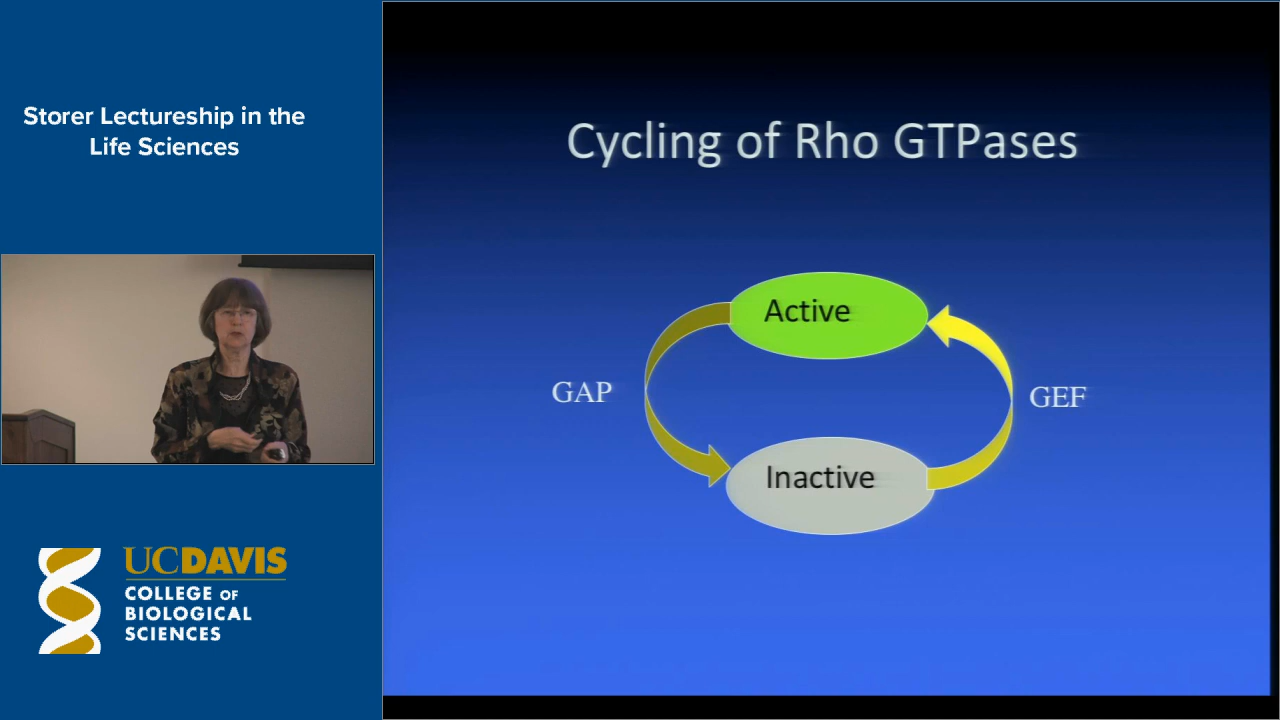 Storer Lectureship in the
Life Sciences
UCDAVIS
COLLEGE OF
BIOLOGICAL
SCIENCES
Cycling of Rho GTPases
Active
GAP
GEF
Inactive